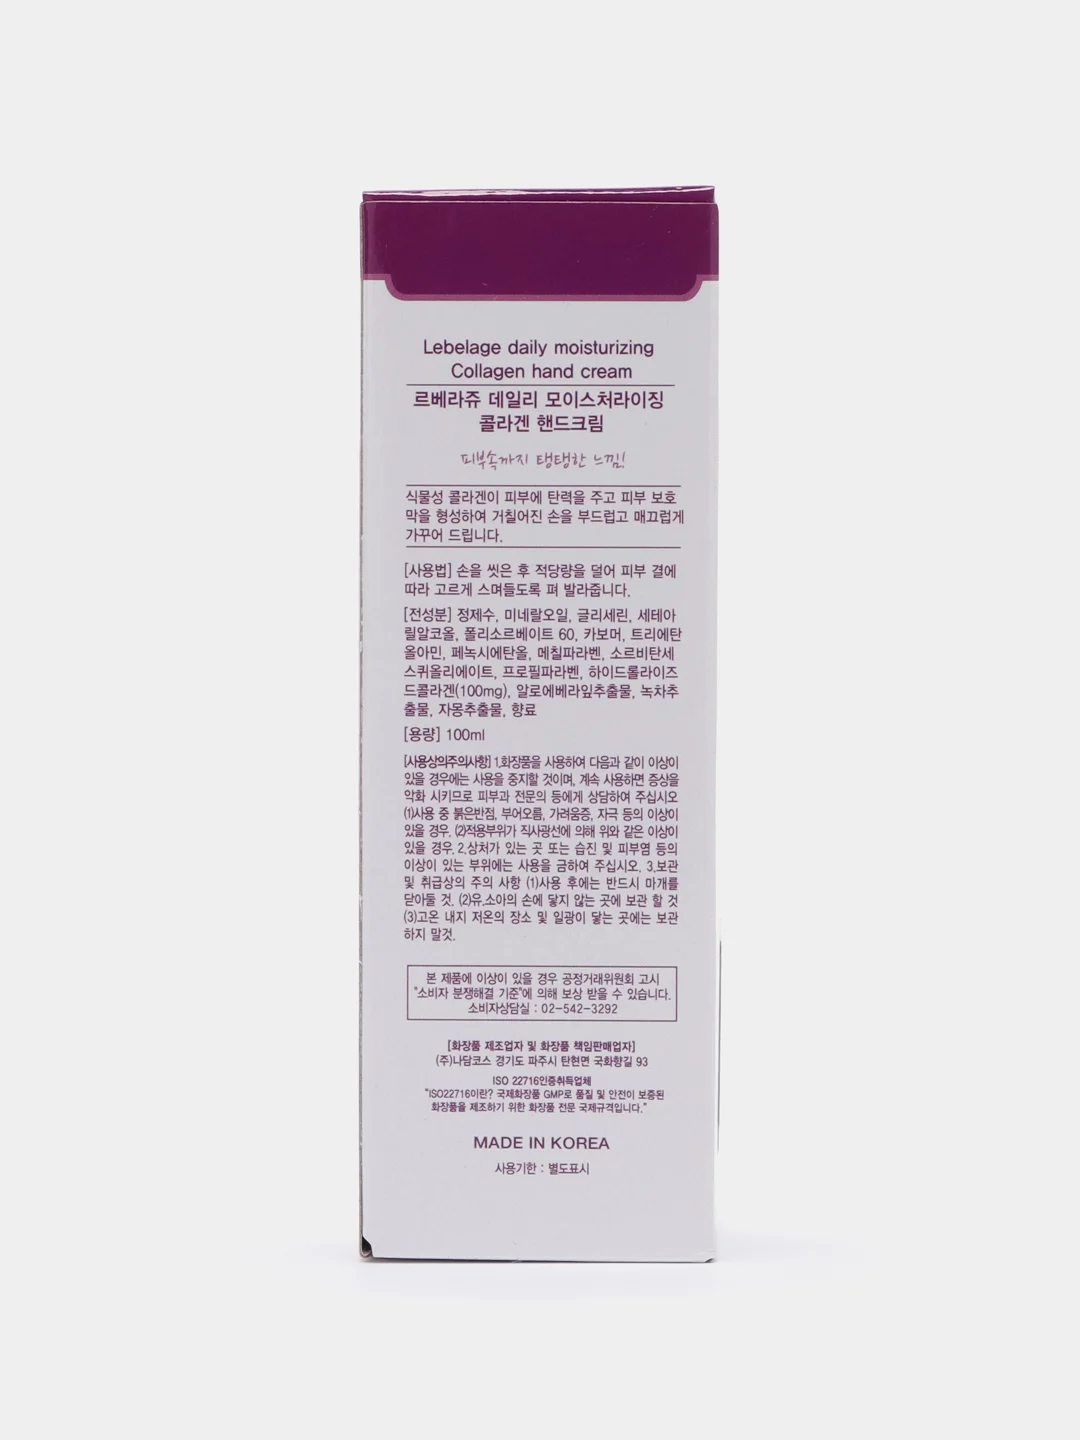 Lebelage daily moisturizing
Collagen hand cream
르베라쥬 데일리 모이스처라이징
콜라겐 핸드크림
피부속까지 탱탱한 느낌!
식물성 콜라겐이 피부에 탄력을 주고 피부 보호
막을 형성하여 거칠어진 손을 부드럽고 매끄럽게
가꾸어 드립니다.
[사용법] 손을 씻은 후 적당량을 덜어 피부 결에
따라 고르게 스며들도록 펴 발라줍니다.
[전성분] 정제수, 미네랄오일, 글리세린, 세테아
릴알코올, 폴리소르베이트 60, 카보머, 트리에탄
올아민, 페녹시에탄올, 메칠파라벤, 소르비탄세
스퀴올리에이트, 프로필파라벤, 하이드롤라이즈
드콜라겐(100mg), 알로에베라잎추출물, 녹차추
출물, 자몽추출물, 향료
[용량] 100ml
[사용상의주의사항] 1.화장품을 사용하여 다음과 같이 이상이
있을 경우에는 사용을 중지할 것이며, 계속 사용하면 증상을
악화 시키므로 피부과 전문의 등에게 상담하여 주십시오
(1)사용 중 붉은반점, 부어오름, 가려움증, 자극 등의 이상이
있을 경우. (2)적용부위가 직사광선에 의해 위와 같은 이상이
있을 경우. 2.상처가 있는 곳 또는 습진 및 피부염 등의
이상이 있는 부위에는 사용을 금하여 주십시오. 3.보관
및 취급상의 주의 사항 (1)사용 후에는 반드시 마개를
닫아둘 것. (2)유.소아의 손에 닿지 않는 곳에 보관 할 것
(3)고온 내지 저온의 장소 및 일광이 닿는 곳에는 보관
하지 말것.
본 제품에 이상이 있을 경우 공정거래위원회 고시
"소비자 분쟁해결 기준"에 의해 보상 받을 수 있습니다.
소비자상담실 : 02-542-3292
[화장품 제조업자 및 화장품 책임판매업자]
(주)나담코스 경기도 파주시 탄현면 국화향길 93
ISO 22716인증취득업체
"ISO22716이란? 국제화장품 GMP로 품질 및 안전이 보증된
화장품을 제조하기 위한 화장품 전문 국제규격입니다."
MADE IN KOREA
사용기한 : 별도표시